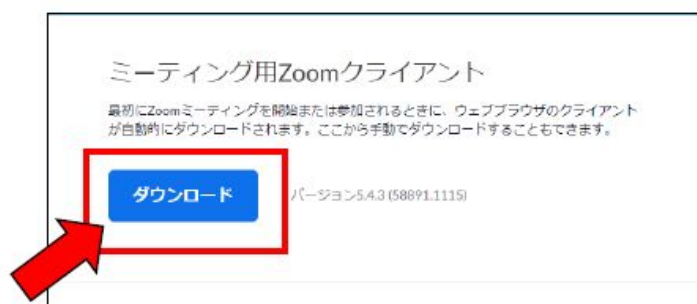 ミーティング用Zoomクライアント
最初にZoomミーティングを開始または参加されるときに、ウェブブラウザのクライアント
が自動的にダウンロードされます。ここから手動でダウンロードすることもできます。
ダウンロード
バージョン5.4.3 (58891.1115)